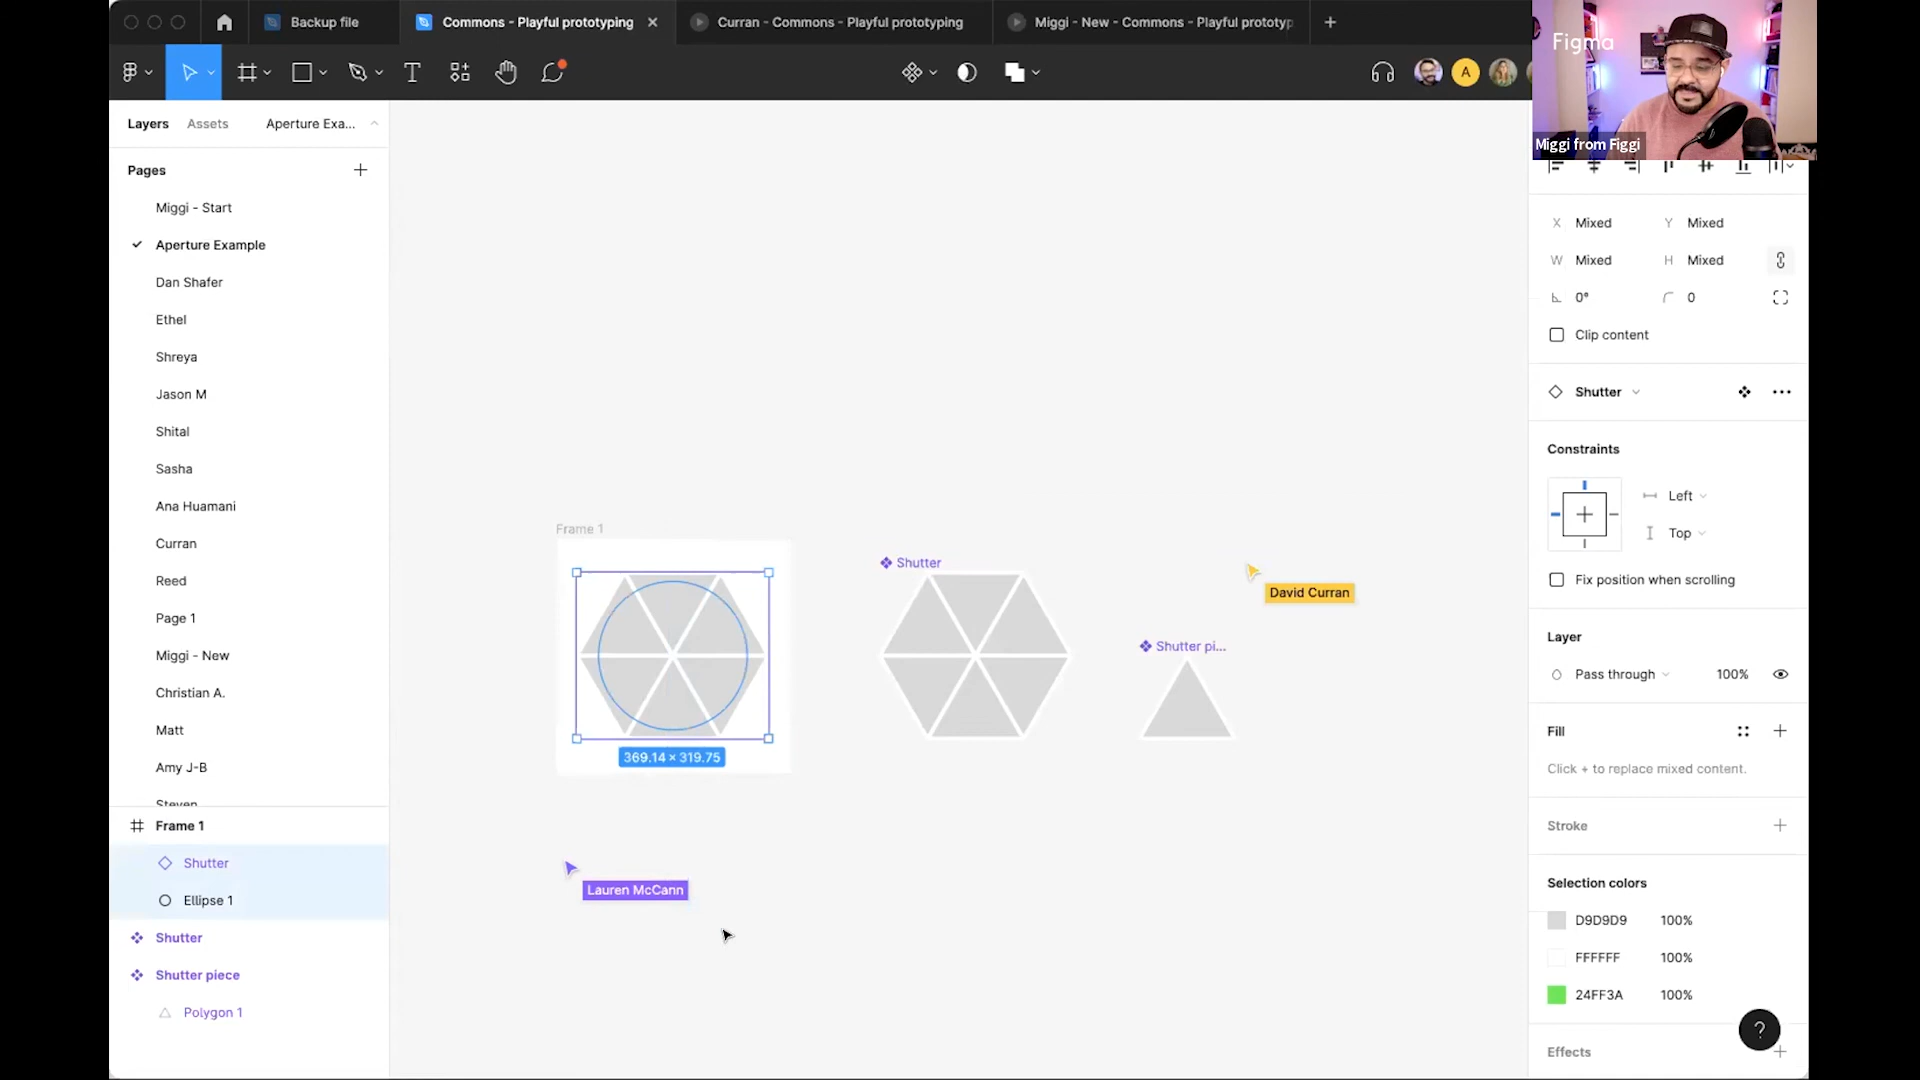 Backup file
Commons - Playful prototyping
Curran - Commons - Playful prototyping
Miggi - New - Commons - Playful prototyp
Figma
A
Miggi from Figgi
Layers
Assets
Aperture Exa...
Pages
Miggi - Start
Aperture Example
Dan Shafer
Ethel
Shreya
Jason M
Shital
Sasha
Ana Huamani
Curran
Reed
Page 1
Miggi - New
Christian A.
Matt
Amy J-B
Steven
Frame 1
Shutter
Ellipse 1
Shutter
Shutter piece
Polygon 1
Frame 1
369.14 × 319.75
Shutter
Shutter pi...
David Curran
Lauren McCann
X Mixed Y Mixed
W Mixed H Mixed
0° 0
Clip content
Shutter
Constraints
Left
Top
Fix position when scrolling
Layer
Pass through 100%
Fill
Click + to replace mixed content.
Stroke
Selection colors
D9D9D9 100%
FFFFFF 100%
24FF3A 100%
Effects
?